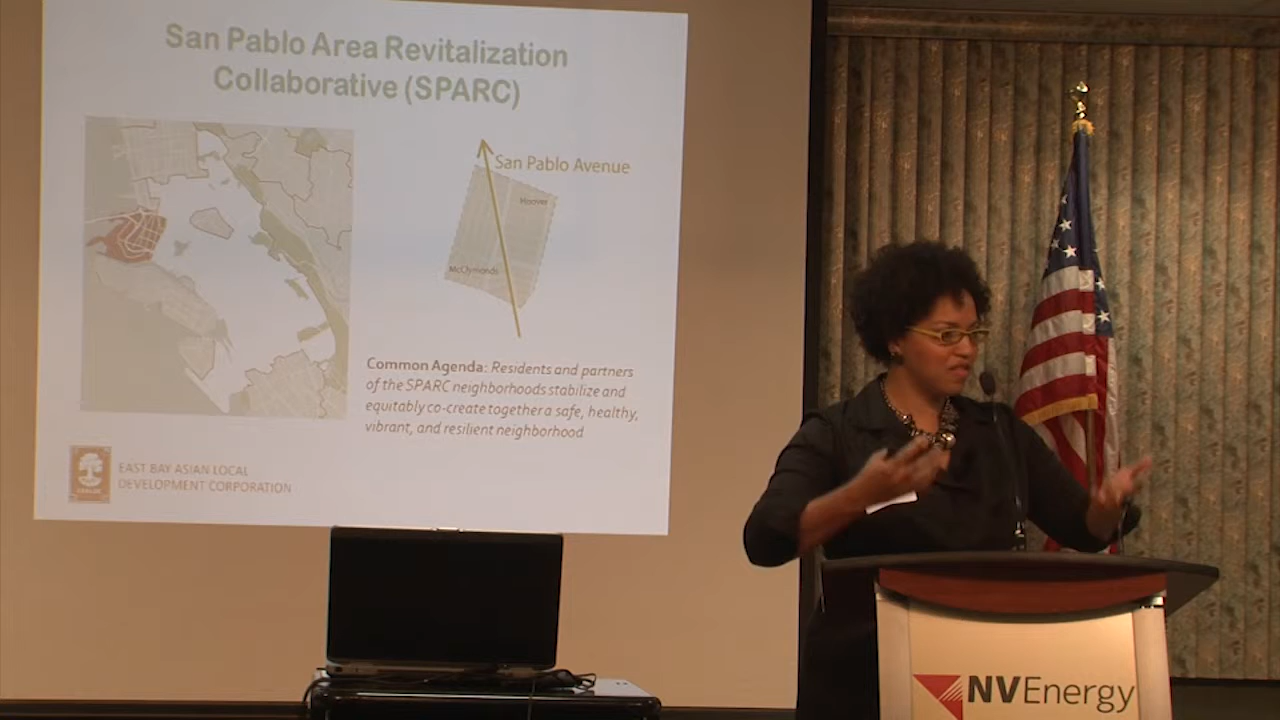 San Pablo Area Revitalization
Collaborative (SPARC)
San Pablo Avenue
Hoover
McClymonds
Common Agenda: Residents and partners
of the SPARC neighborhoods stabilize and
equitably co-create together a safe, healthy,
vibrant, and resilient neighborhood
EAST BAY ASIAN LOCAL
DEVELOPMENT CORPORATION
NVEnergy